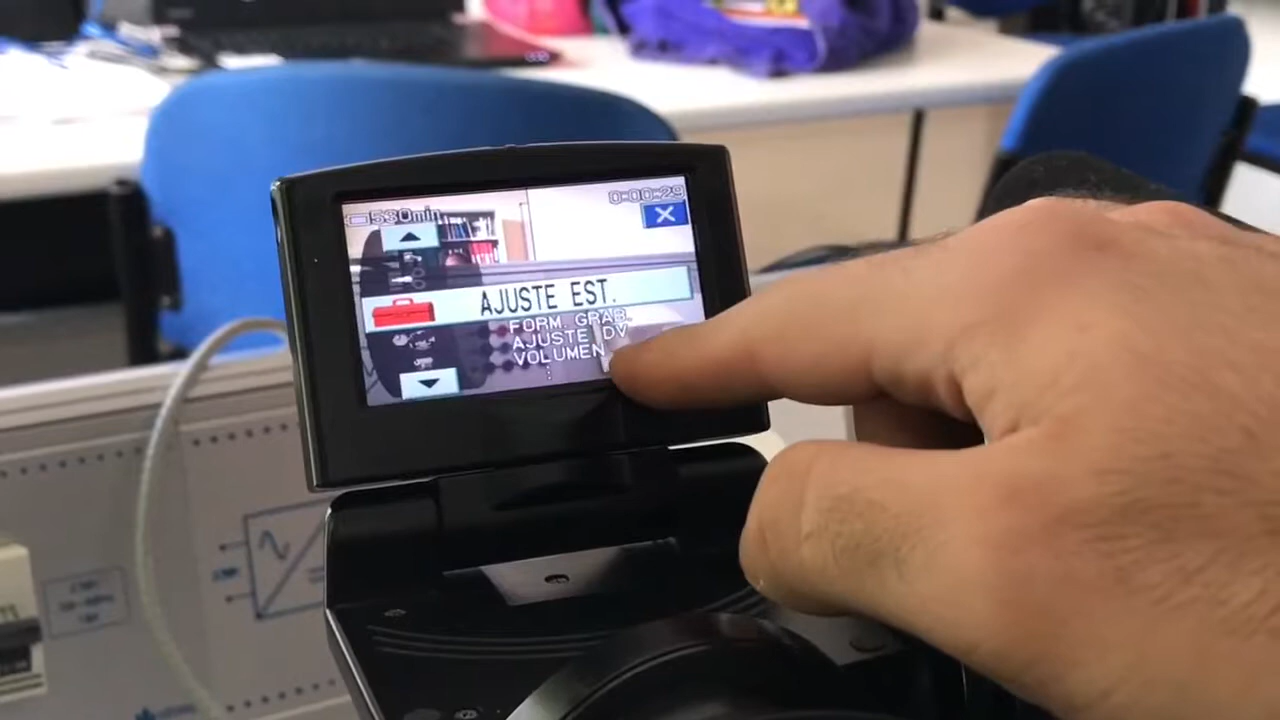 530min
0:00:29
AJUSTE EST.
FORM. GRAB.
AJUSTE DV
VOLUMEN